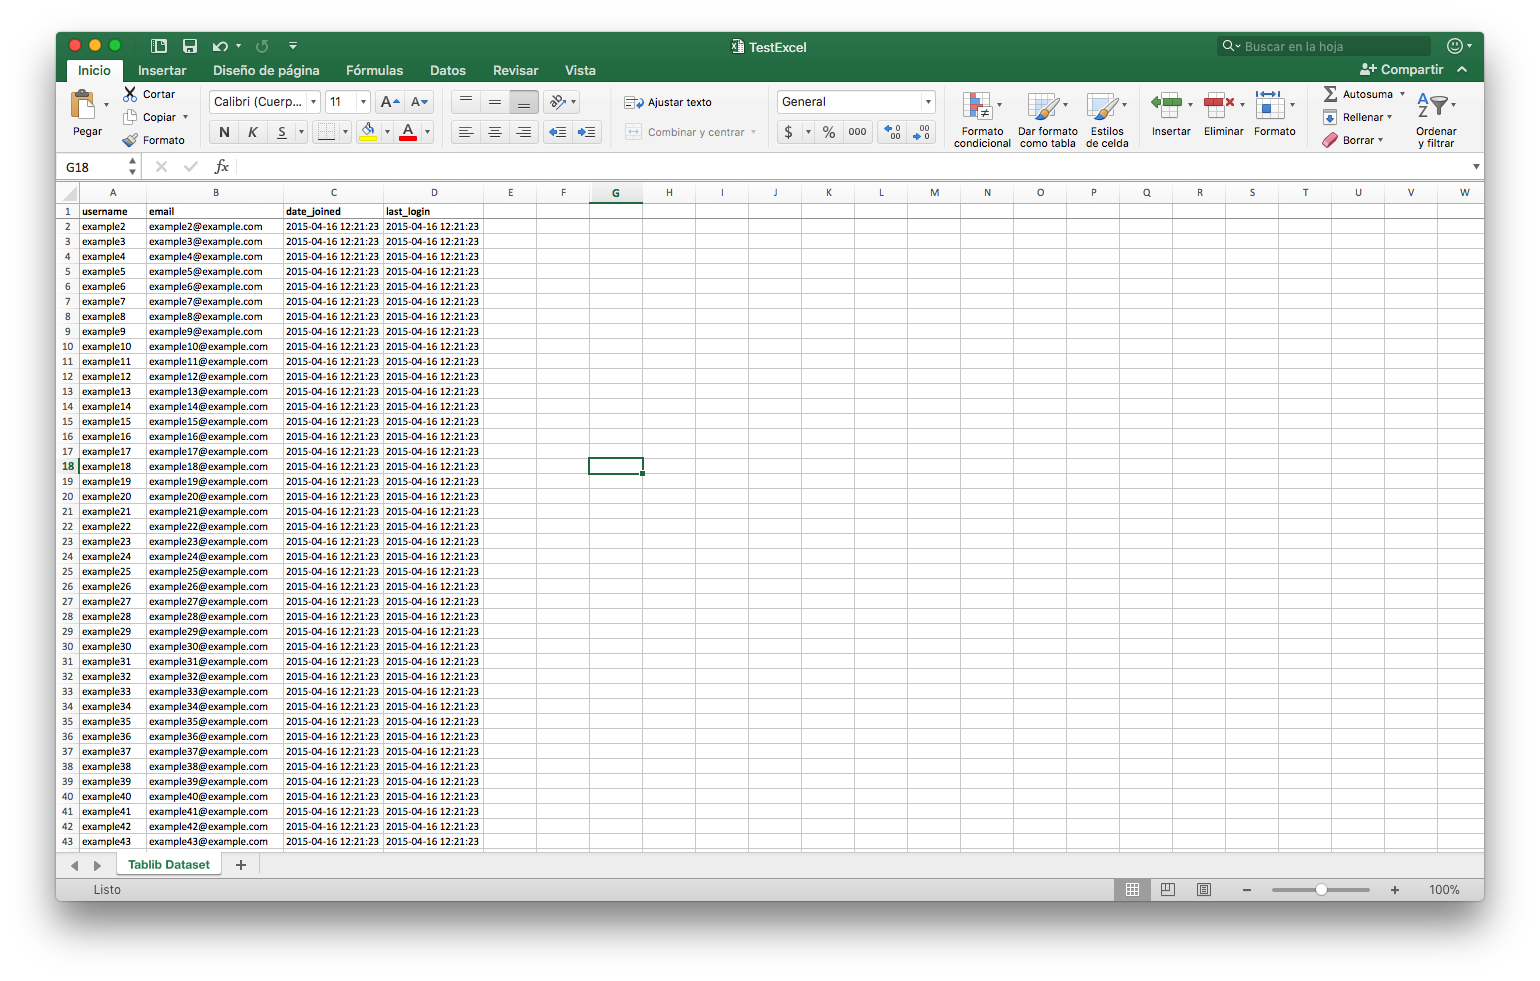 TestExcel
Buscar en la hoja
Inicio Insertar Diseño de página Fórmulas Datos Revisar Vista Compartir
Pegar
Cortar
Copiar
Formato
Calibri (Cuerp... 11 A A
N K S A
Ajustar texto
Combinar y centrar
General
$ % 000 0 00 00 0
Formato condicional
Dar formato como tabla
Estilos de celda
Insertar
Eliminar
Formato
Autosuma
Rellenar
Borrar
A Z
Ordenar y filtrar
G18 fx
A B C D E F G H I J K L M N O P Q R S T U V W
1 username email date_joined last_login
2 example2 example2@example.com 2015-04-16 12:21:23 2015-04-16 12:21:23
3 example3 example3@example.com 2015-04-16 12:21:23 2015-04-16 12:21:23
4 example4 example4@example.com 2015-04-16 12:21:23 2015-04-16 12:21:23
5 example5 example5@example.com 2015-04-16 12:21:23 2015-04-16 12:21:23
6 example6 example6@example.com 2015-04-16 12:21:23 2015-04-16 12:21:23
7 example7 example7@example.com 2015-04-16 12:21:23 2015-04-16 12:21:23
8 example8 example8@example.com 2015-04-16 12:21:23 2015-04-16 12:21:23
9 example9 example9@example.com 2015-04-16 12:21:23 2015-04-16 12:21:23
10 example10 example10@example.com 2015-04-16 12:21:23 2015-04-16 12:21:23
11 example11 example11@example.com 2015-04-16 12:21:23 2015-04-16 12:21:23
12 example12 example12@example.com 2015-04-16 12:21:23 2015-04-16 12:21:23
13 example13 example13@example.com 2015-04-16 12:21:23 2015-04-16 12:21:23
14 example14 example14@example.com 2015-04-16 12:21:23 2015-04-16 12:21:23
15 example15 example15@example.com 2015-04-16 12:21:23 2015-04-16 12:21:23
16 example16 example16@example.com 2015-04-16 12:21:23 2015-04-16 12:21:23
17 example17 example17@example.com 2015-04-16 12:21:23 2015-04-16 12:21:23
18 example18 example18@example.com 2015-04-16 12:21:23 2015-04-16 12:21:23
19 example19 example19@example.com 2015-04-16 12:21:23 2015-04-16 12:21:23
20 example20 example20@example.com 2015-04-16 12:21:23 2015-04-16 12:21:23
21 example21 example21@example.com 2015-04-16 12:21:23 2015-04-16 12:21:23
22 example22 example22@example.com 2015-04-16 12:21:23 2015-04-16 12:21:23
23 example23 example23@example.com 2015-04-16 12:21:23 2015-04-16 12:21:23
24 example24 example24@example.com 2015-04-16 12:21:23 2015-04-16 12:21:23
25 example25 example25@example.com 2015-04-16 12:21:23 2015-04-16 12:21:23
26 example26 example26@example.com 2015-04-16 12:21:23 2015-04-16 12:21:23
27 example27 example27@example.com 2015-04-16 12:21:23 2015-04-16 12:21:23
28 example28 example28@example.com 2015-04-16 12:21:23 2015-04-16 12:21:23
29 example29 example29@example.com 2015-04-16 12:21:23 2015-04-16 12:21:23
30 example30 example30@example.com 2015-04-16 12:21:23 2015-04-16 12:21:23
31 example31 example31@example.com 2015-04-16 12:21:23 2015-04-16 12:21:23
32 example32 example32@example.com 2015-04-16 12:21:23 2015-04-16 12:21:23
33 example33 example33@example.com 2015-04-16 12:21:23 2015-04-16 12:21:23
34 example34 example34@example.com 2015-04-16 12:21:23 2015-04-16 12:21:23
35 example35 example35@example.com 2015-04-16 12:21:23 2015-04-16 12:21:23
36 example36 example36@example.com 2015-04-16 12:21:23 2015-04-16 12:21:23
37 example37 example37@example.com 2015-04-16 12:21:23 2015-04-16 12:21:23
38 example38 example38@example.com 2015-04-16 12:21:23 2015-04-16 12:21:23
39 example39 example39@example.com 2015-04-16 12:21:23 2015-04-16 12:21:23
40 example40 example40@example.com 2015-04-16 12:21:23 2015-04-16 12:21:23
41 example41 example41@example.com 2015-04-16 12:21:23 2015-04-16 12:21:23
42 example42 example42@example.com 2015-04-16 12:21:23 2015-04-16 12:21:23
43 example43 example43@example.com 2015-04-16 12:21:23 2015-04-16 12:21:23
Tablib Dataset +
Listo 100%